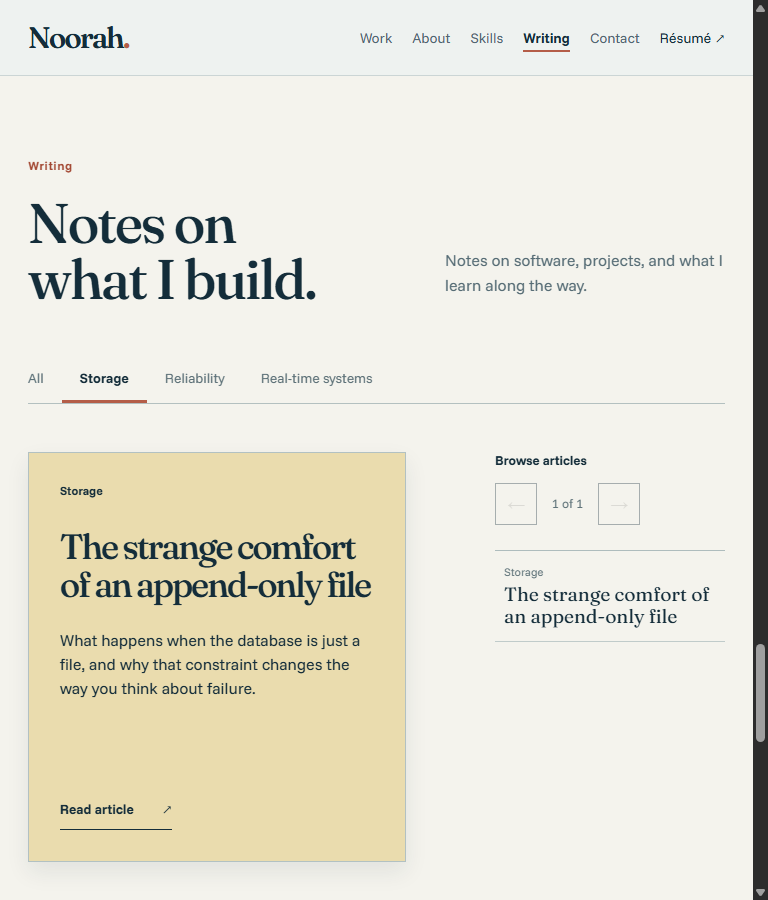 Noorah.
Work About Skills Writing Contact Résumé ↗
Writing
Notes on
what I build.
Notes on software, projects, and what I
learn along the way.
All Storage Reliability Real-time systems
Storage
The strange comfort
of an append-only file
What happens when the database is just a
file, and why that constraint changes the
way you think about failure.
Read article ↗
Browse articles
← 1 of 1 →
Storage
The strange comfort of
an append-only file